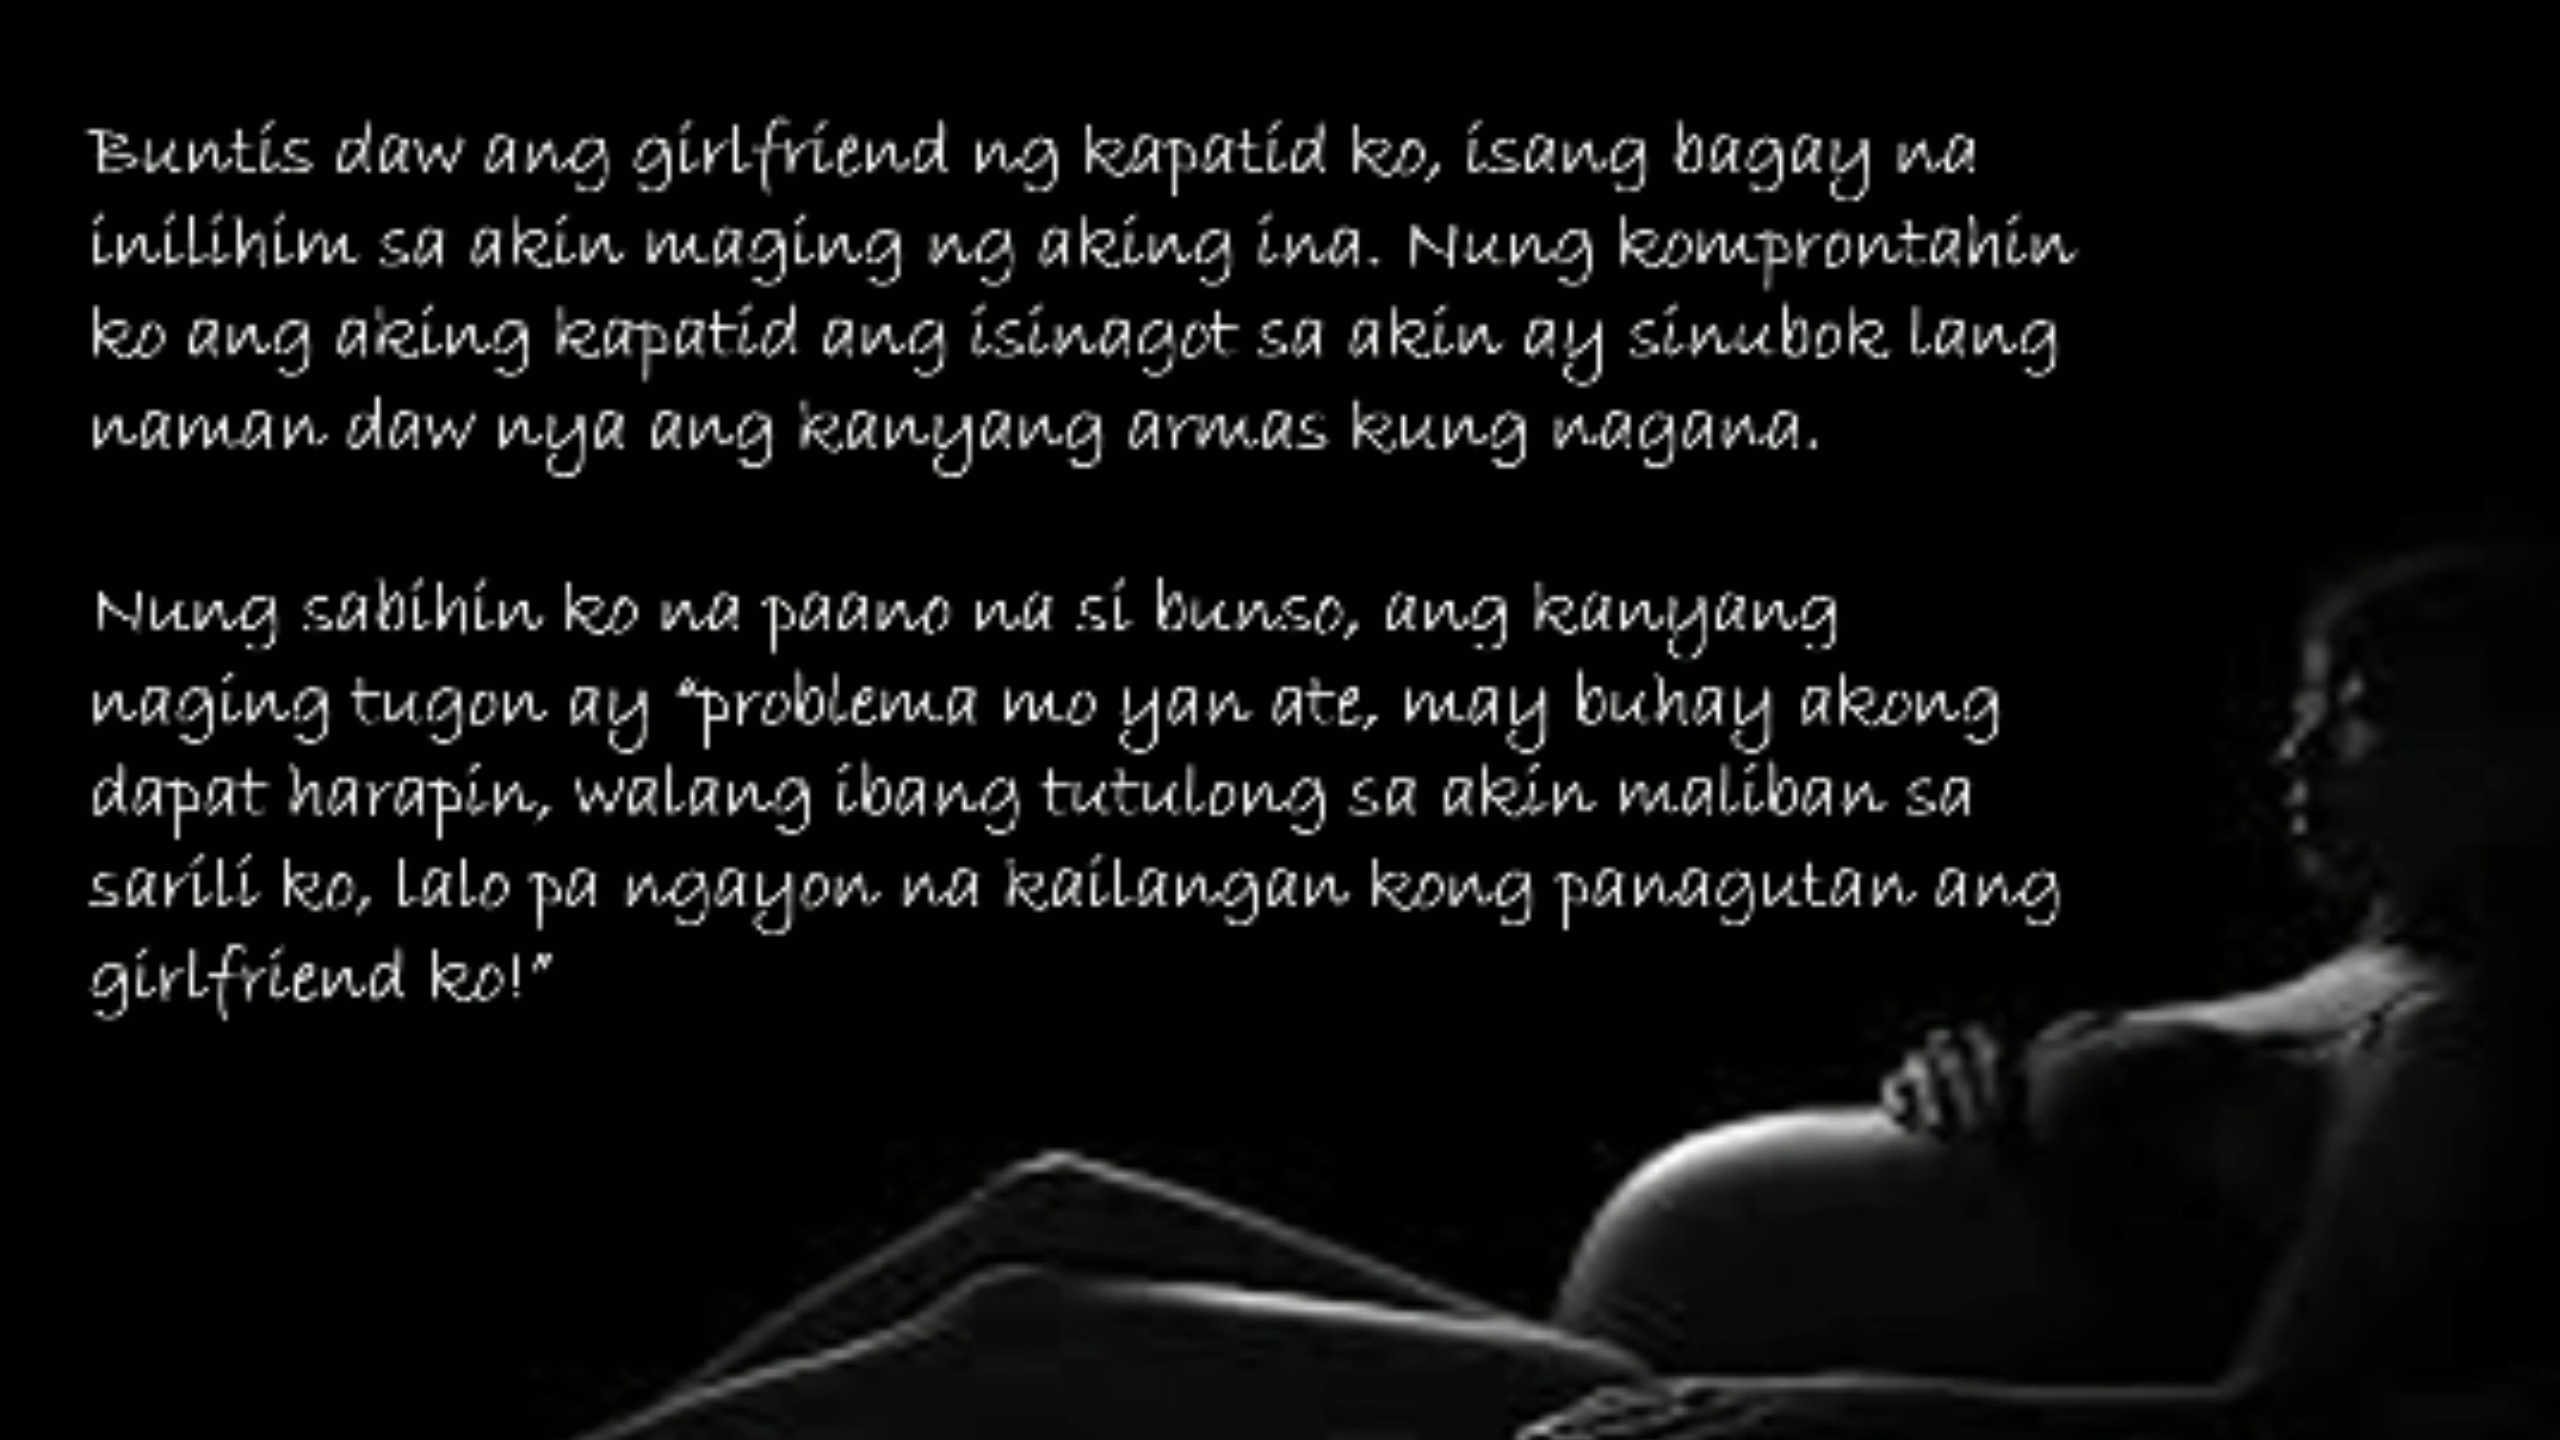 Buntis daw ang girlfriend ng kapatid ko, isang bagay na
inilihim sa akin maging ng aking ina. Nung komprontahin
ko ang aking kapatid ang isinagot sa akin ay sinubok lang
naman daw nya ang kanyang armas kung nagana.
Nung sabihin ko na paano na si bunso, ang kanyang
naging tugon ay “problema mo yan ate, may buhay akong
dapat harapin, walang ibang tutulong sa akin maliban sa
sarili ko, lalo pa ngayon na kailangan kong panagutan ang
girlfriend ko!”